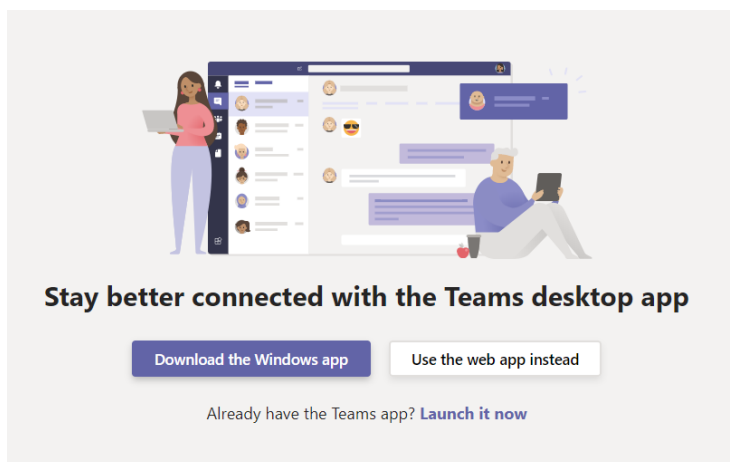 Stay better connected with the Teams desktop app
Download the Windows app
Use the web app instead
Already have the Teams app? Launch it now